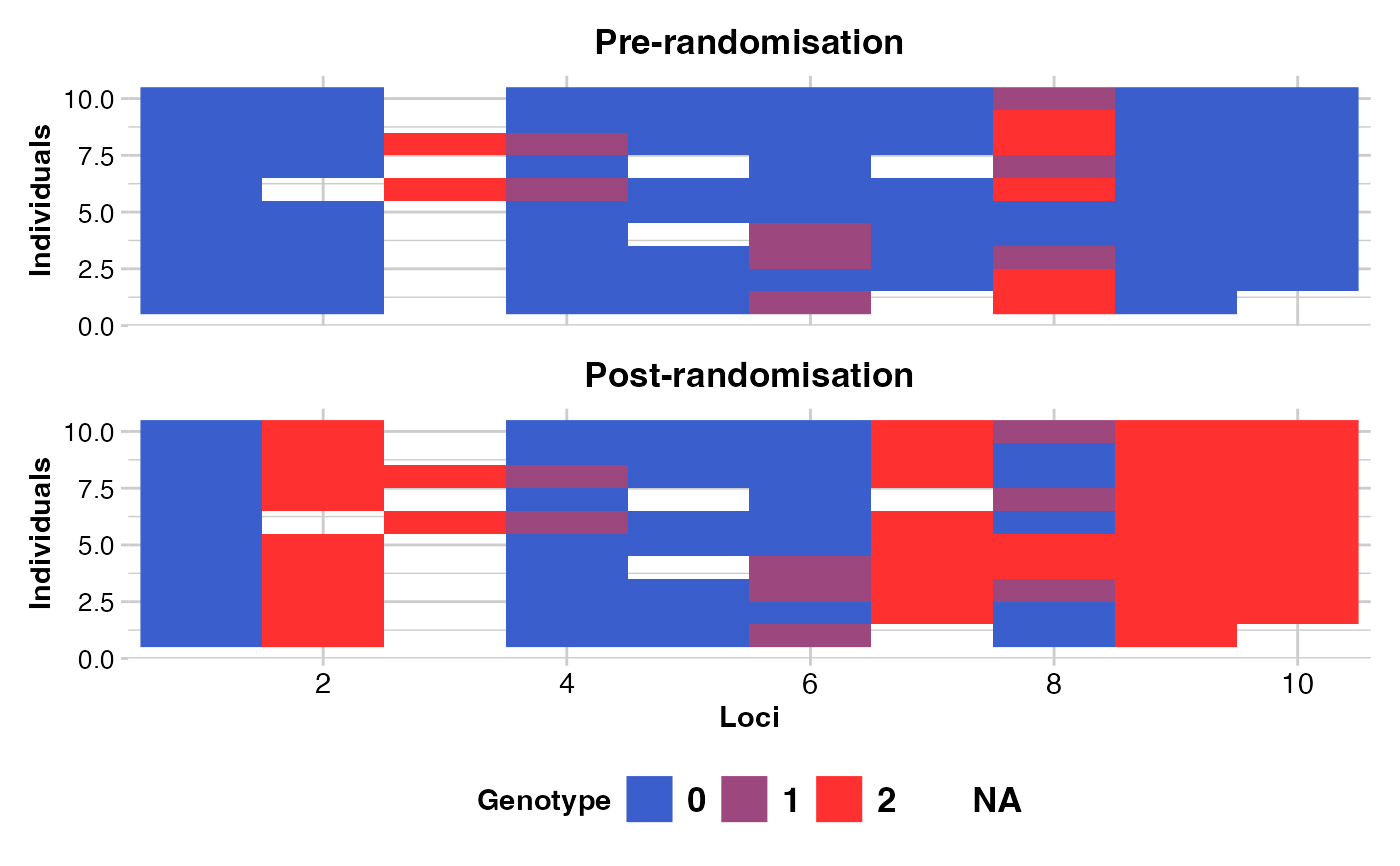 Pre-randomisation
Individuals
10.0
7.5
5.0
2.5
0.0
Post-randomisation
Individuals
10.0
7.5
5.0
2.5
0.0
2 4 6 8 10
Loci
Genotype 0 1 2 NA